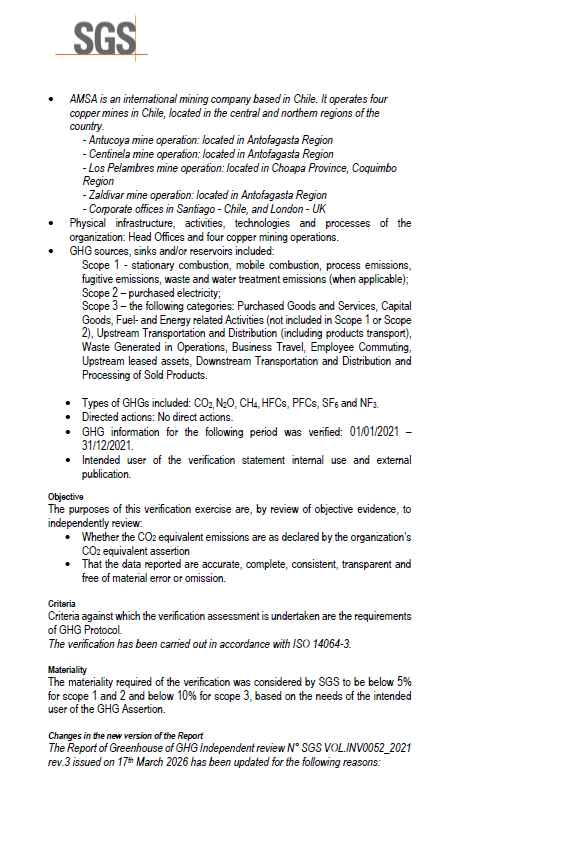 SGS
• AMSA is an international mining company based in Chile. It operates four
copper mines in Chile, located in the central and northern regions of the
country.
- Antucoya mine operation: located in Antofagasta Region
- Centinela mine operation: located in Antofagasta Region
- Los Pelambres mine operation: located in Choapa Province, Coquimbo
Region
- Zaldivar mine operation: located in Antofagasta Region
- Corporate offices in Santiago - Chile, and London - UK
• Physical infrastructure, activities, technologies and processes of the
organization: Head Offices and four copper mining operations.
• GHG sources, sinks and/or reservoirs included:
Scope 1 - stationary combustion, mobile combustion, process emissions,
fugitive emissions, waste and water treatment emissions (when applicable);
Scope 2 – purchased electricity;
Scope 3 – the following categories: Purchased Goods and Services, Capital
Goods, Fuel- and Energy related Activities (not included in Scope 1 or Scope
2), Upstream Transportation and Distribution (including products transport),
Waste Generated in Operations, Business Travel, Employee Commuting,
Upstream leased assets, Downstream Transportation and Distribution and
Processing of Sold Products.
• Types of GHGs included: CO₂, N₂O, CH₄, HFCs, PFCs, SF₆ and NF₃.
• Directed actions: No direct actions.
• GHG information for the following period was verified: 01/01/2021 –
31/12/2021.
• Intended user of the verification statement internal use and external
publication.
Objective
The purposes of this verification exercise are, by review of objective evidence, to
independently review:
• Whether the CO₂ equivalent emissions are as declared by the organization's
CO₂ equivalent assertion
• That the data reported are accurate, complete, consistent, transparent and
free of material error or omission.
Criteria
Criteria against which the verification assessment is undertaken are the requirements
of GHG Protocol.
The verification has been carried out in accordance with ISO 14064-3.
Materiality
The materiality required of the verification was considered by SGS to be below 5%
for scope 1 and 2 and below 10% for scope 3, based on the needs of the intended
user of the GHG Assertion.
Changes in the new version of the Report
The Report of Greenhouse of GHG Independent review N° SGS VOL.INV0052_2021
rev.3 issued on 17th March 2026 has been updated for the following reasons: